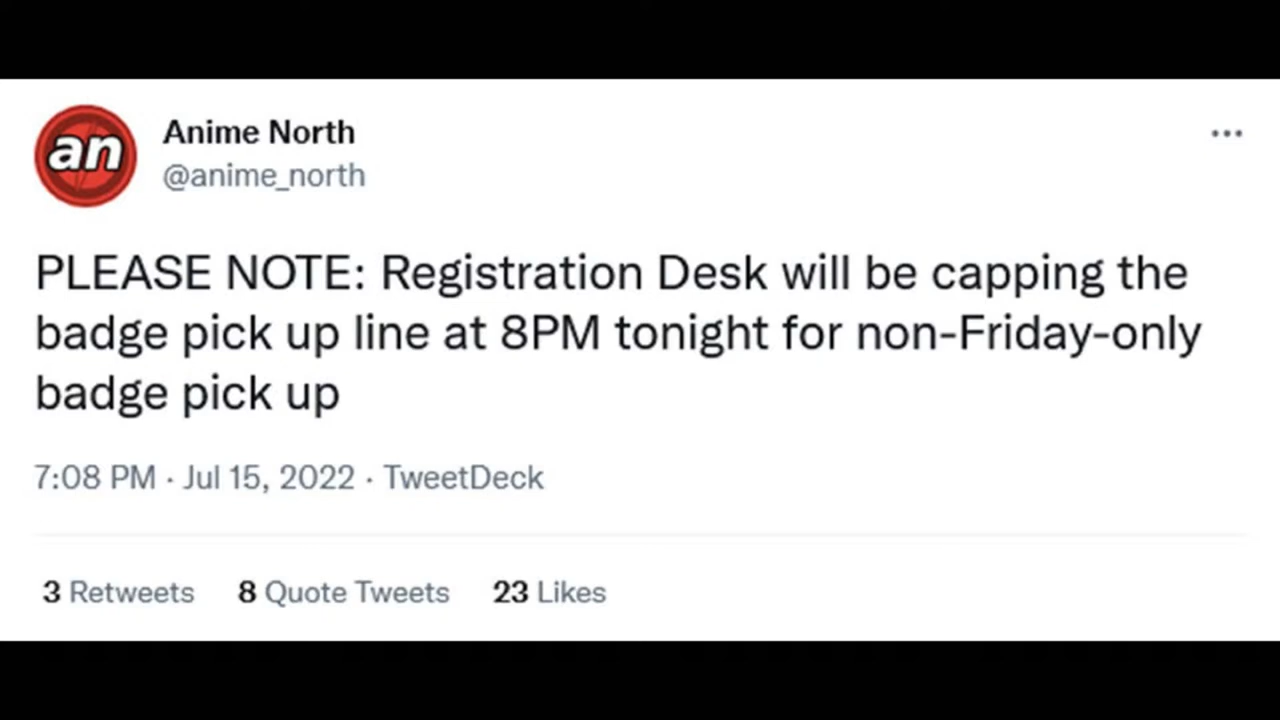 an
Anime North
@anime_north
PLEASE NOTE: Registration Desk will be capping the
badge pick up line at 8PM tonight for non-Friday-only
badge pick up
7:08 PM · Jul 15, 2022 · TweetDeck
3 Retweets 8 Quote Tweets 23 Likes